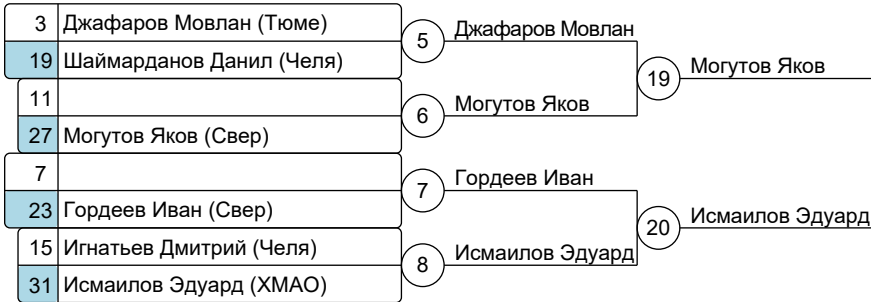 3 Джафаров Мовлан (Тюме)
19 Шаймарданов Данил (Челя)
5 Джафаров Мовлан
11
27 Могутов Яков (Свер)
6 Могутов Яков
19 Могутов Яков
7
23 Гордеев Иван (Свер)
7 Гордеев Иван
15 Игнатьев Дмитрий (Челя)
31 Исмаилов Эдуард (ХМАО)
8 Исмаилов Эдуард
20 Исмаилов Эдуард